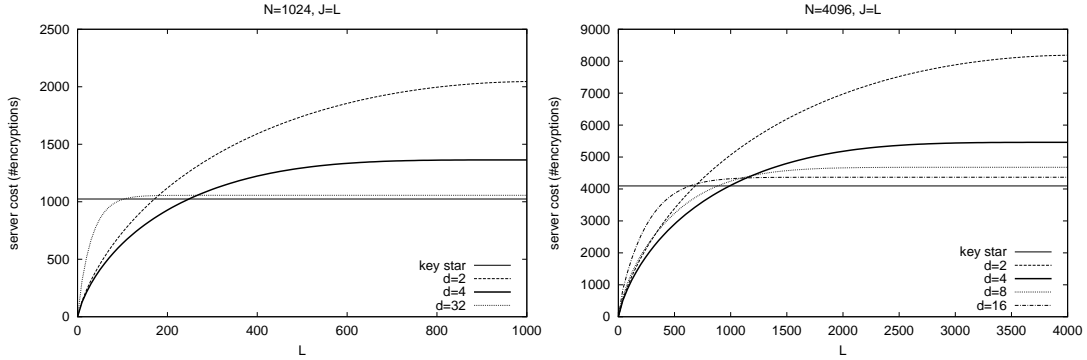 N=1024, J=L
server cost (#encryptions)
2500
2000
1500
1000
500
0
key star
d=2
d=4
d=32
0 200 400 600 800 1000
L
N=4096, J=L
server cost (#encryptions)
9000
8000
7000
6000
5000
4000
3000
2000
1000
0
key star
d=2
d=4
d=8
d=16
0 500 1000 1500 2000 2500 3000 3500 4000
L